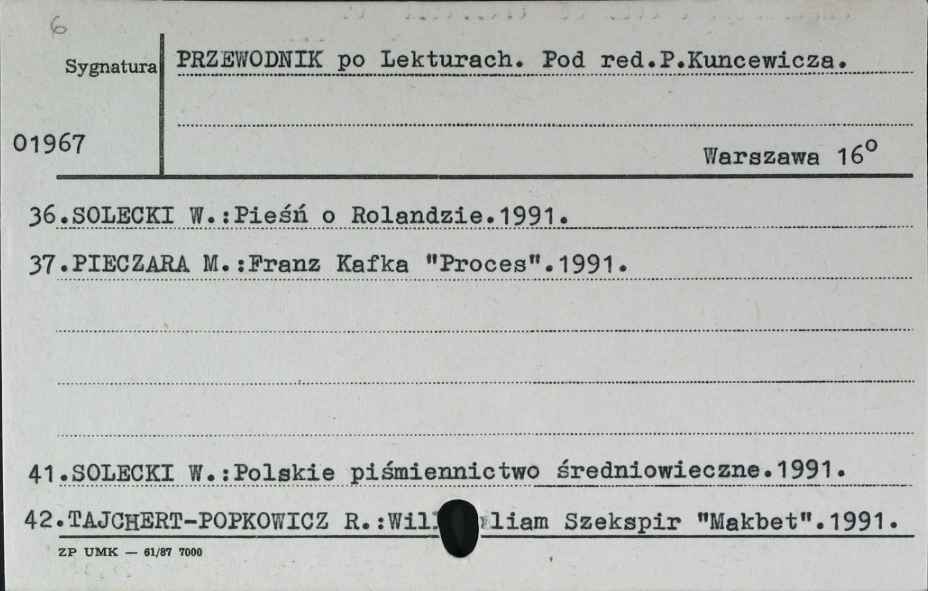 6
Sygnatura
PRZEWODNIK po Lekturach. Pod red.P.Kuncewicza.
01967
Warszawa 16º
36.SOLECKI W.:Pieśń o Rolandzie.1991.
37.PIECZARA M.:Franz Kafka "Proces".1991.
41.SOLECKI W.:Polskie piśmiennictwo średniowieczne.1991.
42.TAJCHERT-POPKOWICZ R.:Wil liam Szekspir "Makbet".1991.
ZP UMK — 61/87 7000